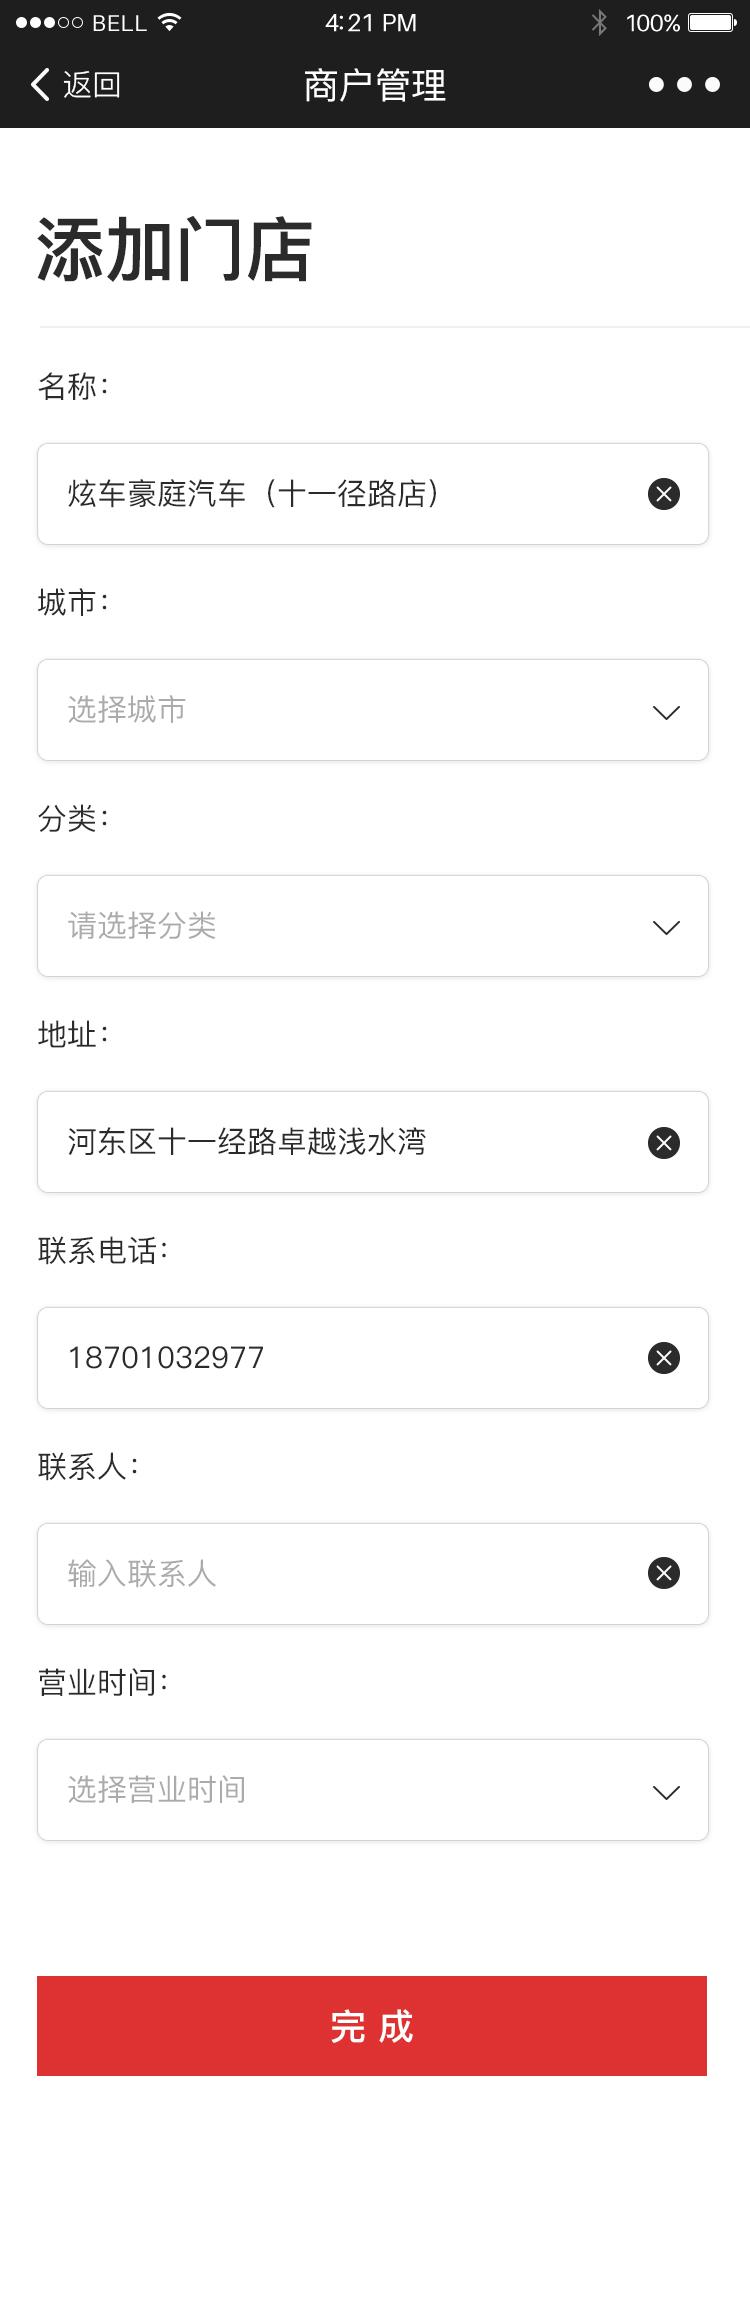 BELL 4:21 PM 100%
返回 商户管理
添加门店
名称：
炫车豪庭汽车（十一径路店）
城市：
选择城市
分类：
请选择分类
地址：
河东区十一经路卓越浅水湾
联系电话：
18701032977
联系人：
输入联系人
营业时间：
选择营业时间
完 成